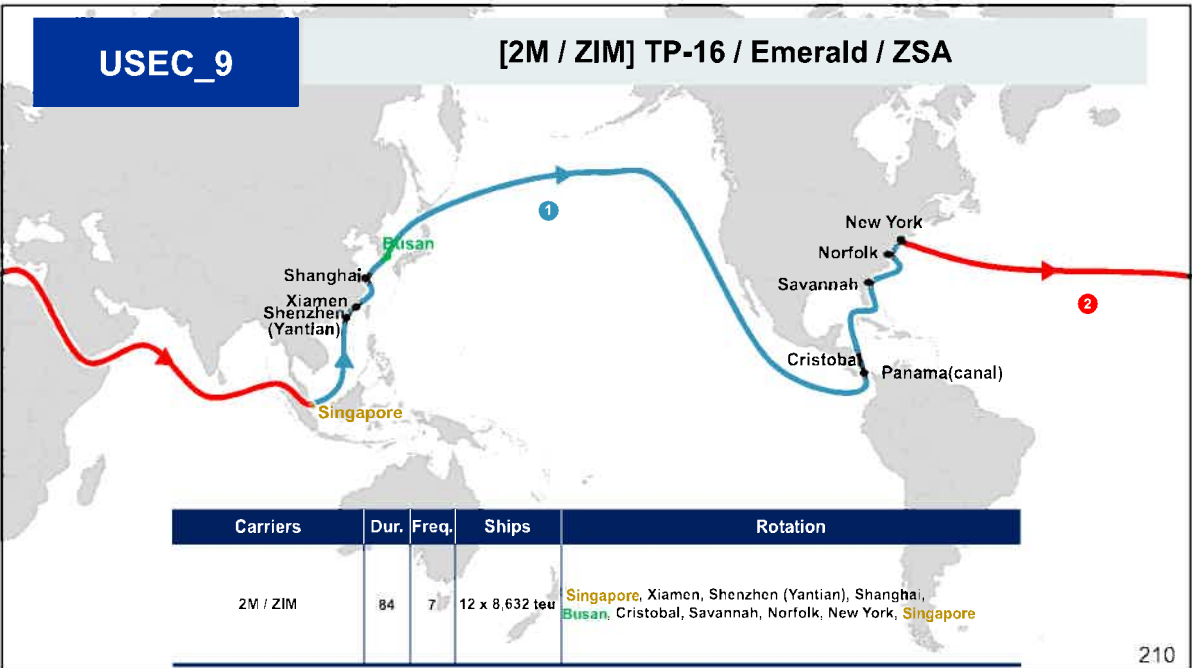 USEC_9
[2M / ZIM] TP-16 / Emerald / ZSA
1
New York
Busan
Norfolk
Shanghai
Savannah
Xiamen
2
Shenzhen
(Yantian)
Cristobal
Panama(canal)
Singapore
Carriers Dur. Freq. Ships Rotation
2M / ZIM 84 7 12 x 8,632 teu Singapore, Xiamen, Shenzhen (Yantian), Shanghai,
Busan, Cristobal, Savannah, Norfolk, New York, Singapore
210